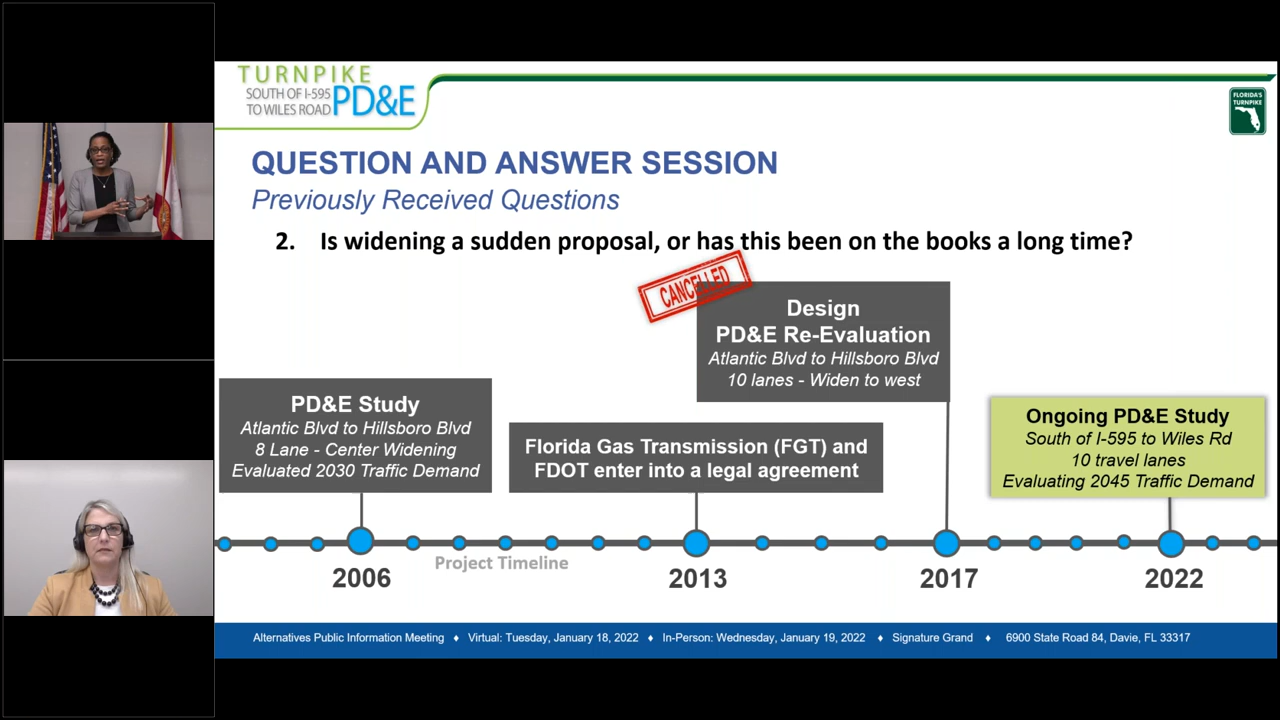 TURNPIKE
SOUTH OF I-595
TO WILES ROAD
PD&E
FLORIDA'S
TURNPIKE
QUESTION AND ANSWER SESSION
Previously Received Questions
2. Is widening a sudden proposal, or has this been on the books a long time?
CANCELLED
Design
PD&E Re-Evaluation
Atlantic Blvd to Hillsboro Blvd
10 lanes - Widen to west
PD&E Study
Atlantic Blvd to Hillsboro Blvd
8 Lane - Center Widening
Evaluated 2030 Traffic Demand
Florida Gas Transmission (FGT) and
FDOT enter into a legal agreement
Ongoing PD&E Study
South of I-595 to Wiles Rd
10 travel lanes
Evaluating 2045 Traffic Demand
Project Timeline
2006
2013
2017
2022
Alternatives Public Information Meeting ♦ Virtual: Tuesday, January 18, 2022 ♦ In-Person: Wednesday, January 19, 2022 ♦ Signature Grand ♦ 6900 State Road 84, Davie, FL 33317